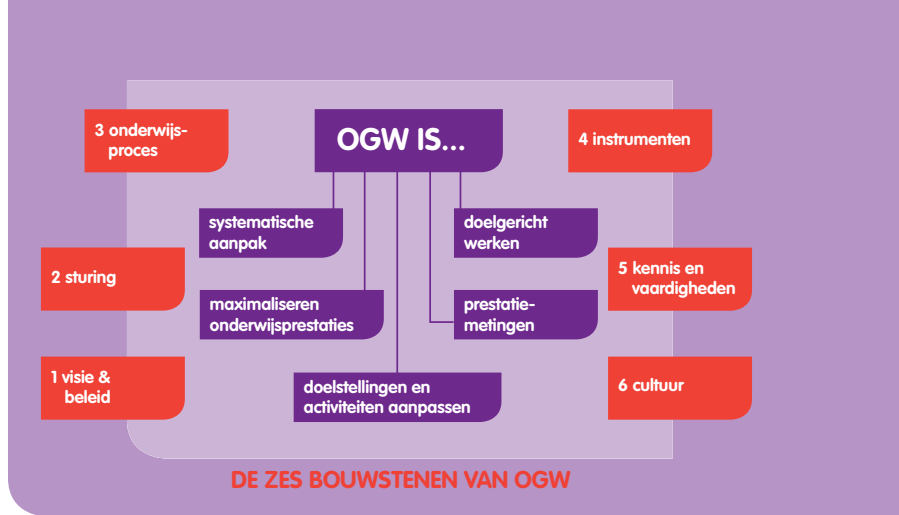 3 onderwijs-
proces
OGW IS...
4 instrumenten
systematische
aanpak
doelgericht
werken
2 sturing
5 kennis en
vaardigheden
maximaliseren
onderwijsprestaties
prestatie-
metingen
1 visie &
beleid
doelstellingen en
activiteiten aanpassen
6 cultuur
DE ZES BOUWSTENEN VAN OGW